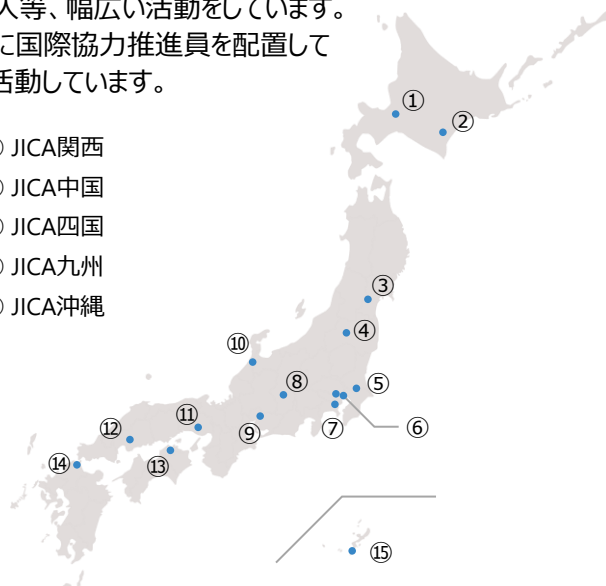 人等、幅広い活動をしています。
に国際協力推進員を配置して
活動しています。
JICA関西
JICA中国
JICA四国
JICA九州
JICA沖縄
①
②
③
④
⑩
⑧
⑤
⑪
⑫
⑨
⑦
⑥
⑭
⑬
⑮